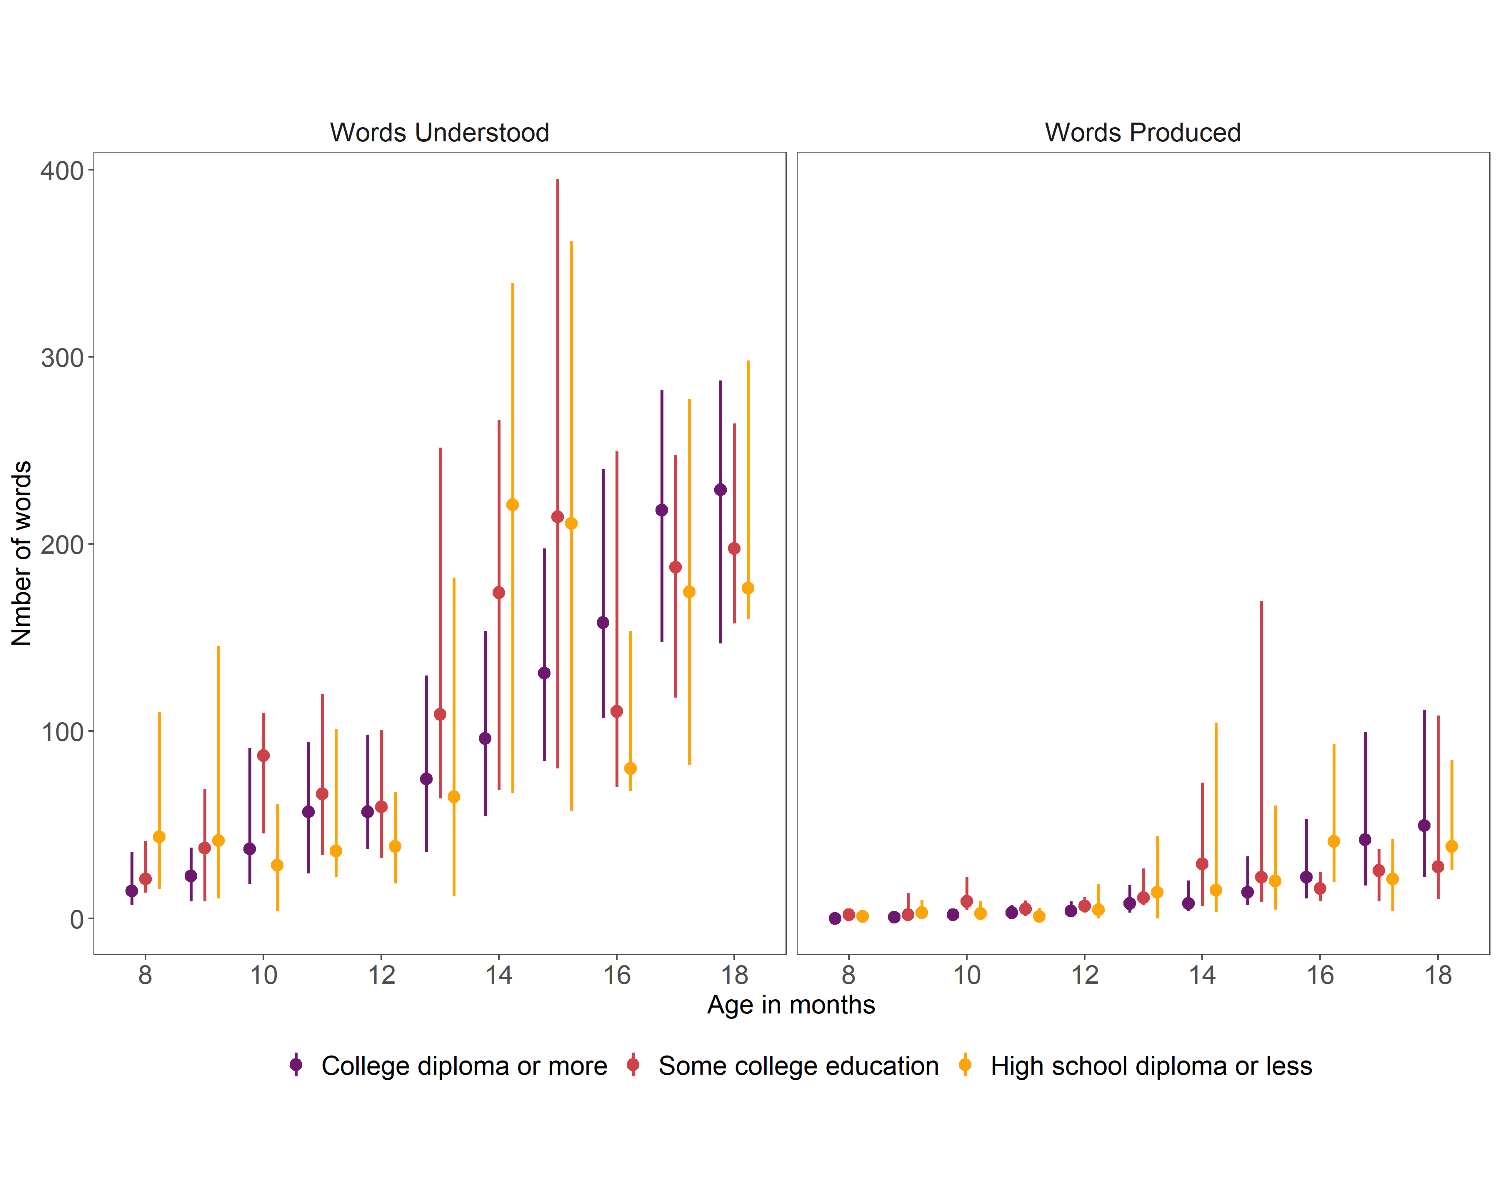 Words Understood
Words Produced
400
300
200
100
0
Nmber of words
8 10 12 14 16 18
8 10 12 14 16 18
Age in months
College diploma or more Some college education High school diploma or less